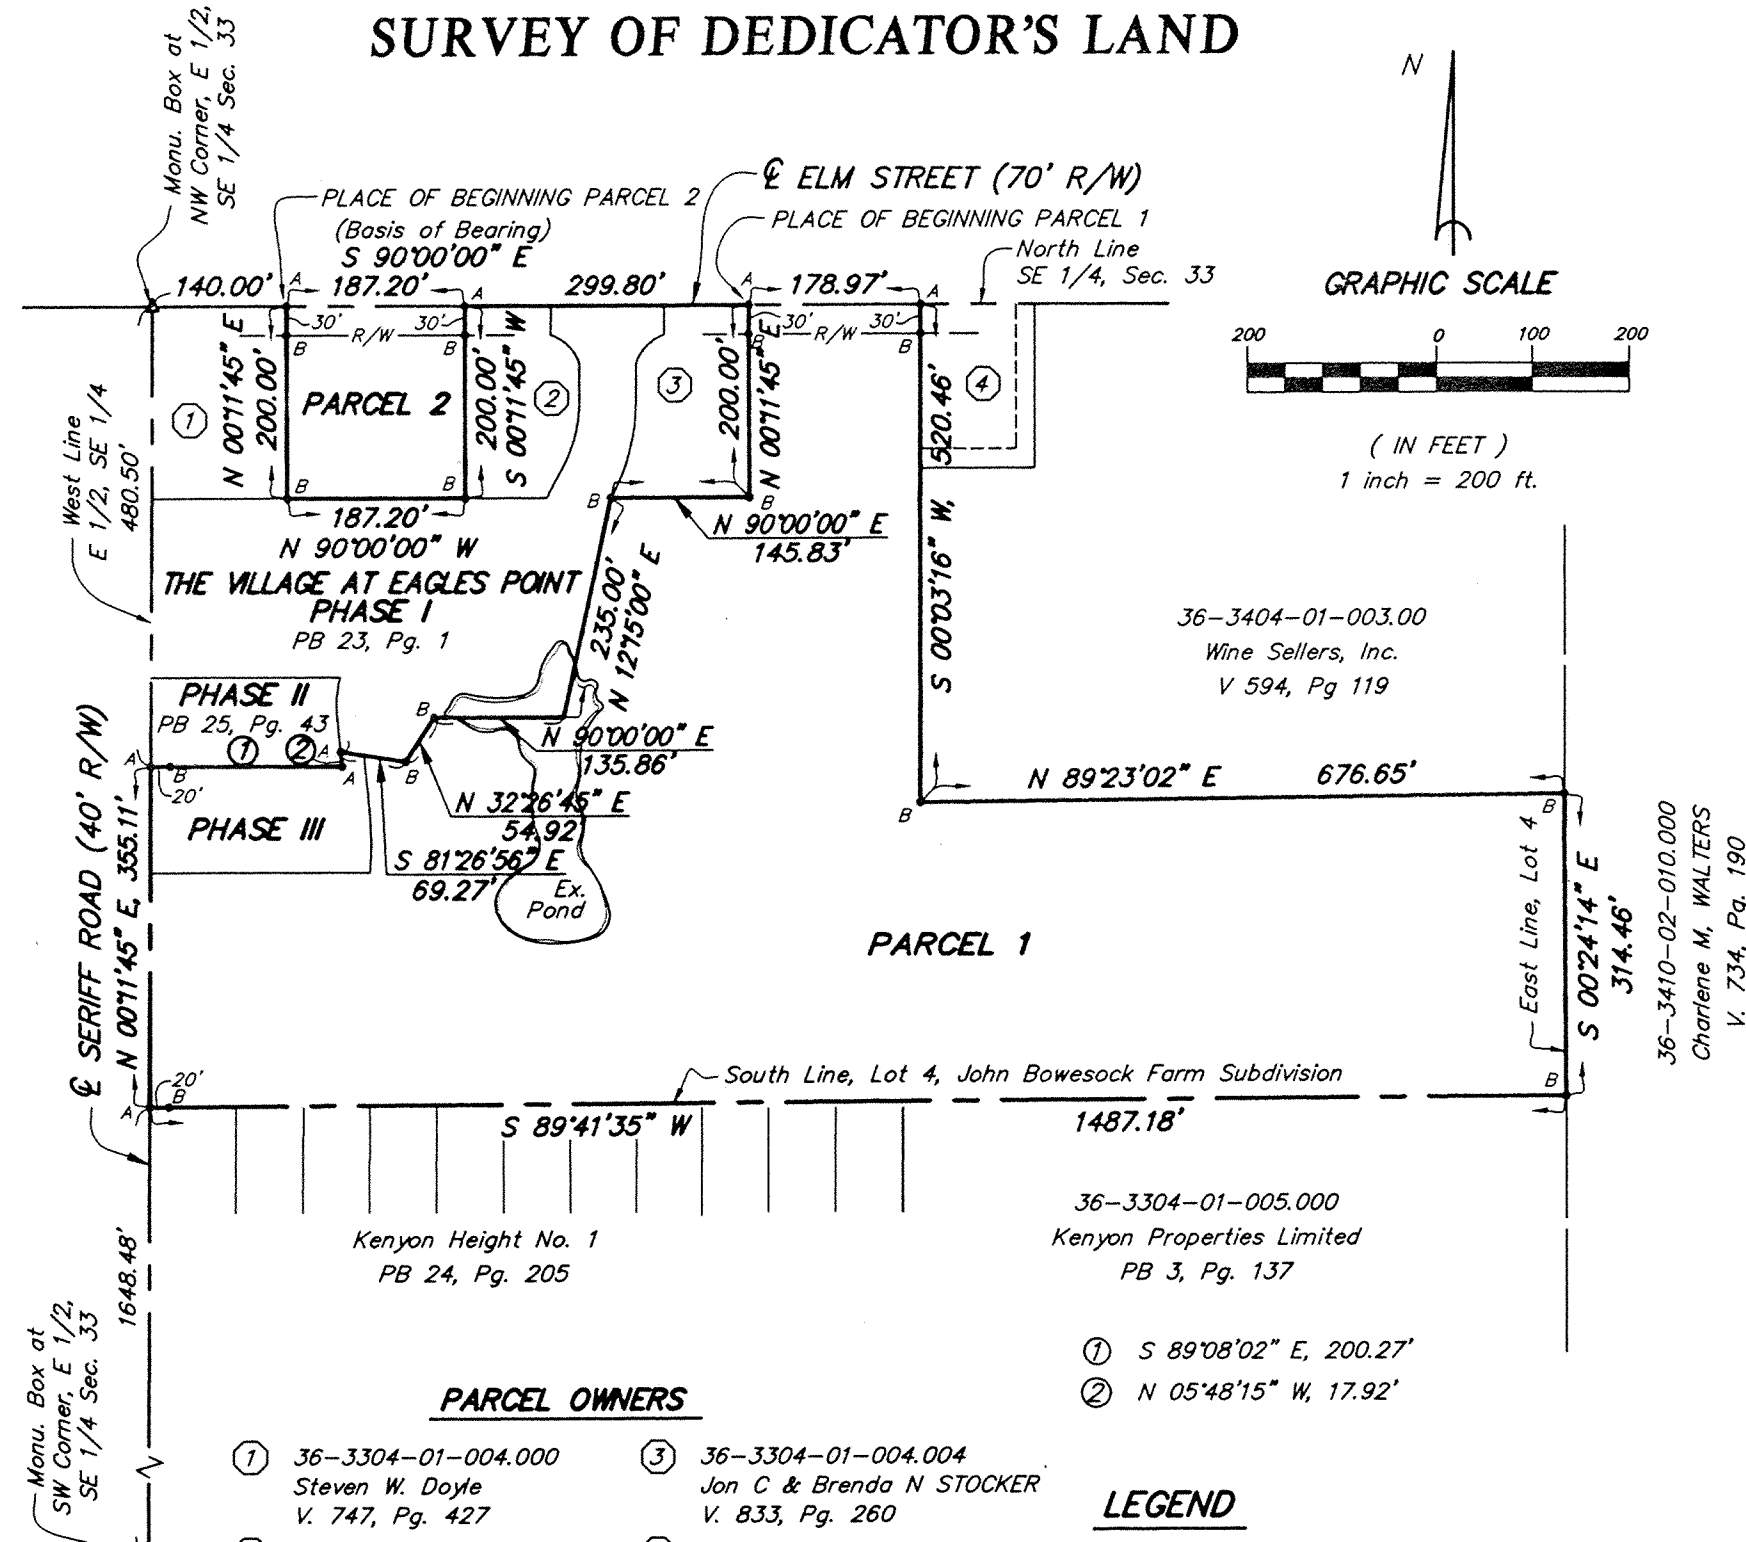 SURVEY OF DEDICATOR'S LAND
Monu. Box at
NW Corner, E 1/2,
SE 1/4 Sec. 33
N
℄ ELM STREET (70' R/W)
PLACE OF BEGINNING PARCEL 2
PLACE OF BEGINNING PARCEL 1
(Basis of Bearing)
S 90°00'00" E
North Line
SE 1/4, Sec. 33
140.00'
187.20'
299.80'
178.97'
A
A
A
A
GRAPHIC SCALE
200
0
100
200
( IN FEET )
1 inch = 200 ft.
30'
R/W
30'
30'
R/W
30'
B
B
B
B
N 00°11'45" E
200.00'
PARCEL 2
200.00'
S 00°11'45" W
1
2
3
4
200.00'
N 00°11'45" E
520.46'
S 00°03'16" W,
West Line
E 1/2, SE 1/4
480.50'
B
B
B
B
187.20'
N 90°00'00" W
N 90°00'00" E
145.83'
THE VILLAGE AT EAGLES POINT
PHASE I
PB 23, Pg. 1
235.00'
N 12°15'00" E
36-3404-01-003.00
Wine Sellers, Inc.
V 594, Pg 119
PHASE II
PB 25, Pg. 43
1
2
A
A
A
B
B
B
20'
N 90°00'00" E
135.86'
N 32°26'45" E
54.92'
S 81°26'56" E
69.27'
PHASE III
Ex.
Pond
N 89°23'02" E
676.65'
B
B
℄ SERIFF ROAD (40' R/W)
N 00°11'45" E, 355.11'
PARCEL 1
East Line, Lot 4
S 00°24'14" E
314.46'
36-3410-02-010.000
Charlene M, WALTERS
V. 734, Pg. 190
20'
A
B
B
South Line, Lot 4, John Bowesock Farm Subdivision
S 89°41'35" W
1487.18'
Kenyon Height No. 1
PB 24, Pg. 205
36-3304-01-005.000
Kenyon Properties Limited
PB 3, Pg. 137
1648.48'
Monu. Box at
SW Corner, E 1/2,
SE 1/4 Sec. 33
1 S 89°08'02" E, 200.27'
2 N 05°48'15" W, 17.92'
PARCEL OWNERS
1 36-3304-01-004.000
Steven W. Doyle
V. 747, Pg. 427
3 36-3304-01-004.004
Jon C & Brenda N STOCKER
V. 833, Pg. 260
LEGEND